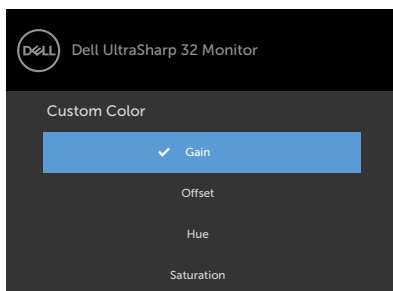 DELL
Dell UltraSharp 32 Monitor
Custom Color
Gain
Offset
Hue
Saturation